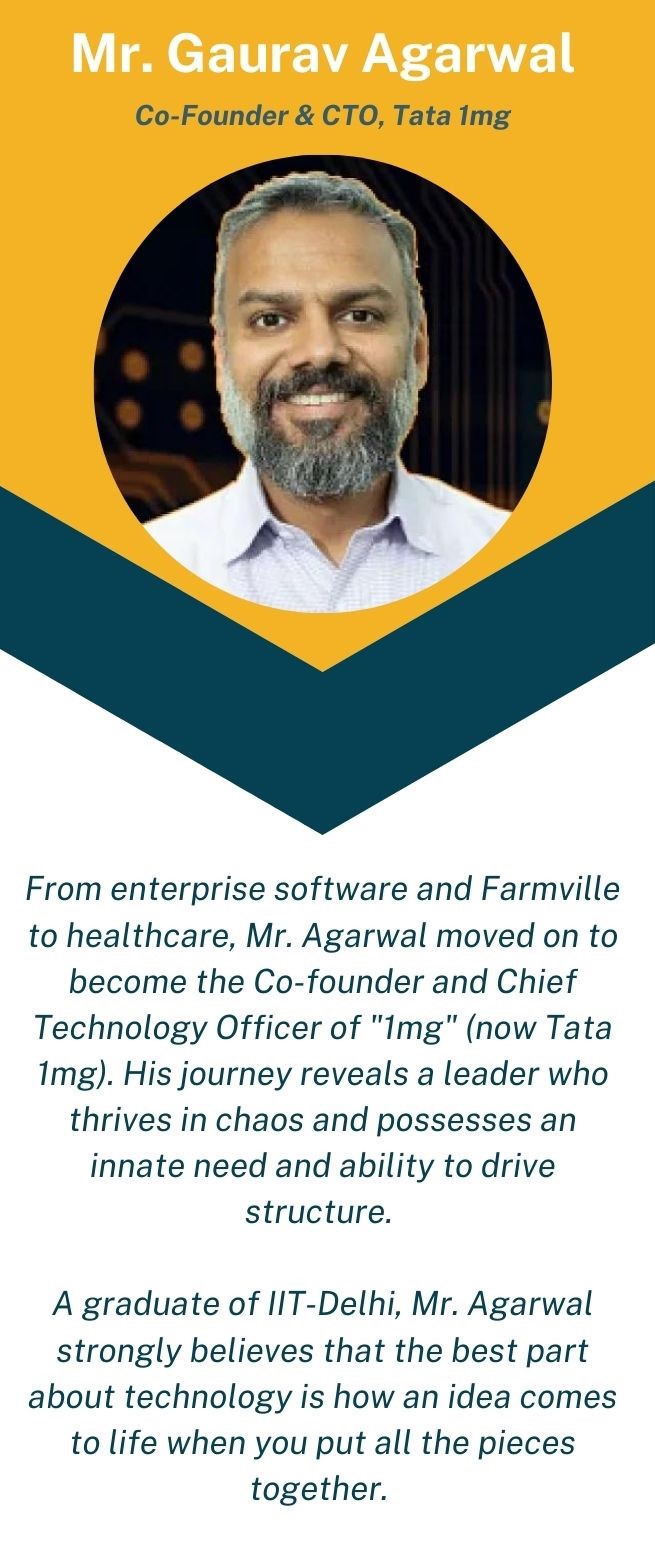 Mr. Gaurav Agarwal
Co-Founder & CTO, Tata 1mg
From enterprise software and Farmville
to healthcare, Mr. Agarwal moved on to
become the Co-founder and Chief
Technology Officer of "1mg" (now Tata
1mg). His journey reveals a leader who
thrives in chaos and possesses an
innate need and ability to drive
structure.
A graduate of IIT-Delhi, Mr. Agarwal
strongly believes that the best part
about technology is how an idea comes
to life when you put all the pieces
together.